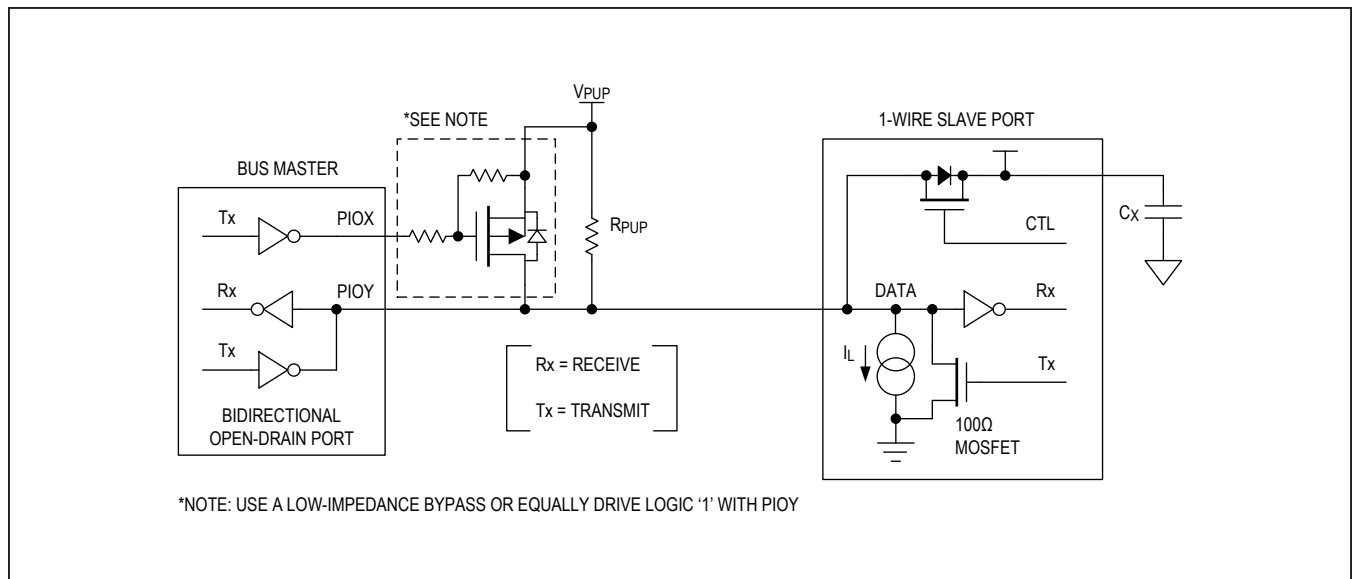 VPUP
*SEE NOTE
1-WIRE SLAVE PORT
BUS MASTER
Tx
PIOX
RPUP
CX
CTL
Rx
PIOY
DATA
Rx
Tx
IL
Tx
Rx = RECEIVE
Tx = TRANSMIT
BIDIRECTIONAL
OPEN-DRAIN PORT
100Ω
MOSFET
*NOTE: USE A LOW-IMPEDANCE BYPASS OR EQUALLY DRIVE LOGIC ‘1’ WITH PIOY